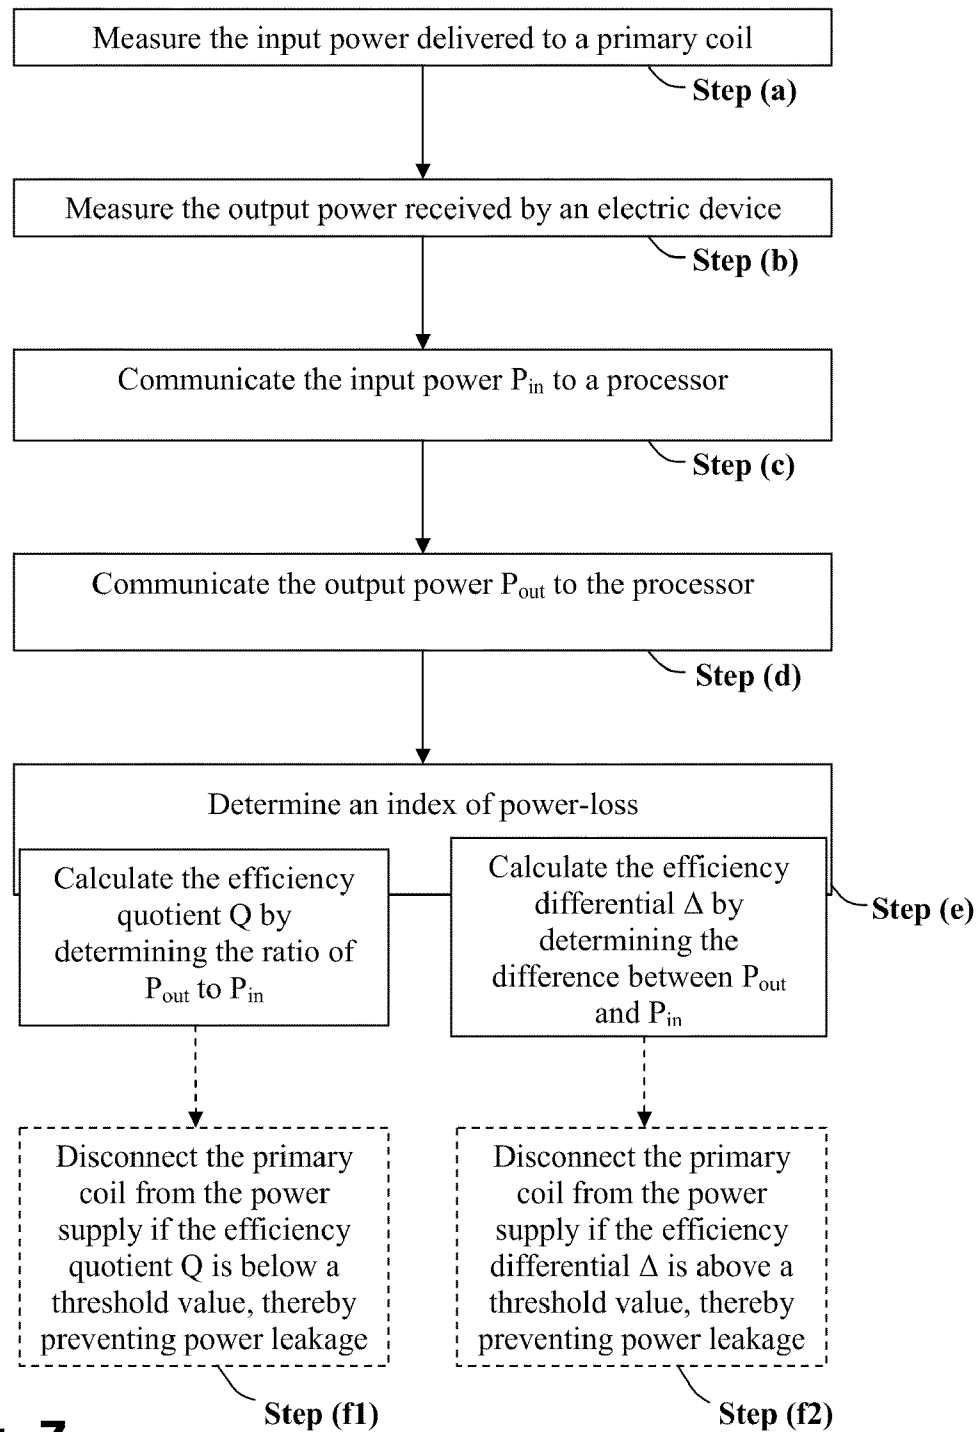 Measure the input power delivered to a primary coil
Step (a)
Measure the output power received by an electric device
Step (b)
Communicate the input power Pin to a processor
Step (c)
Communicate the output power Pout to the processor
Step (d)
Determine an index of power-loss
Calculate the efficiency
quotient Q by
determining the ratio of
Pout to Pin
Calculate the efficiency
differential Δ by
determining the
difference between Pout
and Pin
Step (e)
Disconnect the primary
coil from the power
supply if the efficiency
quotient Q is below a
threshold value, thereby
preventing power leakage
Step (f1)
Disconnect the primary
coil from the power
supply if the efficiency
differential Δ is above a
threshold value, thereby
preventing power leakage
Step (f2)